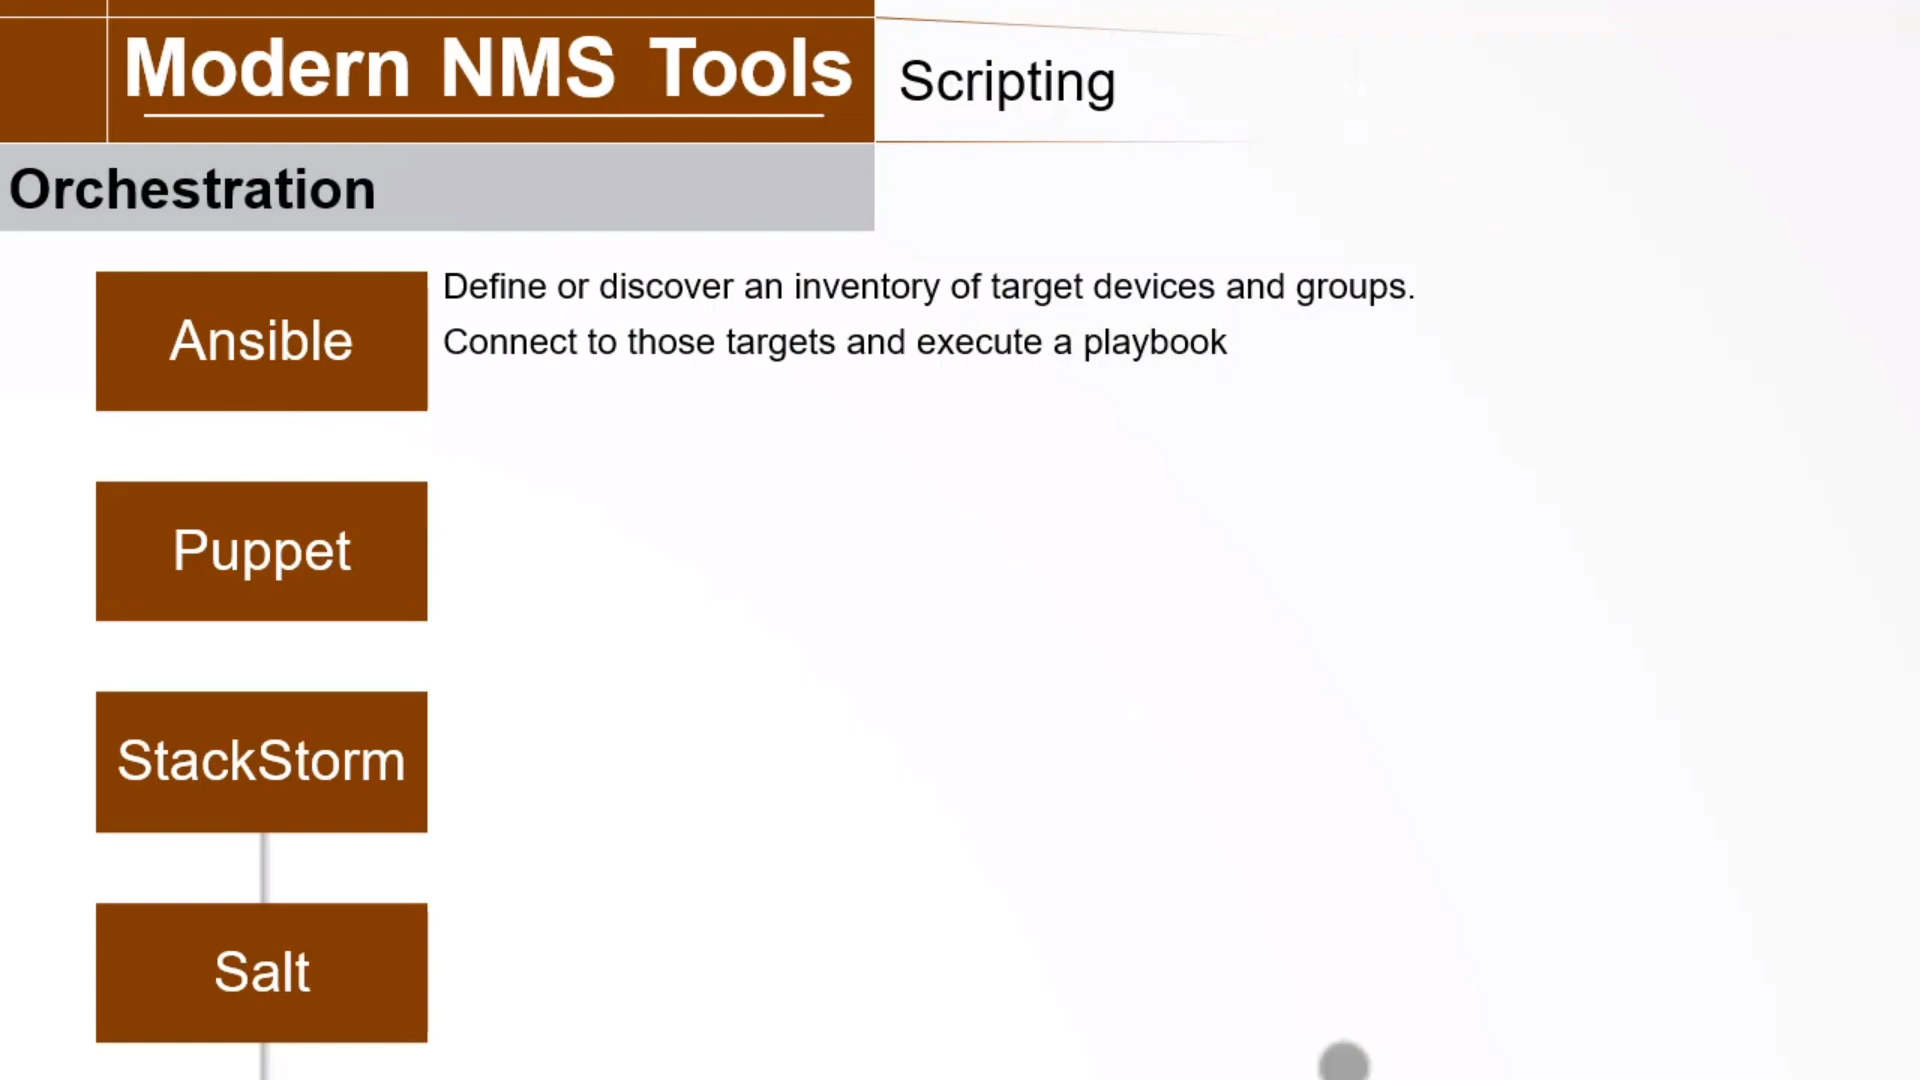 Modern NMS Tools
Scripting
Orchestration
Ansible
Define or discover an inventory of target devices and groups.
Connect to those targets and execute a playbook
Puppet
StackStorm
Salt